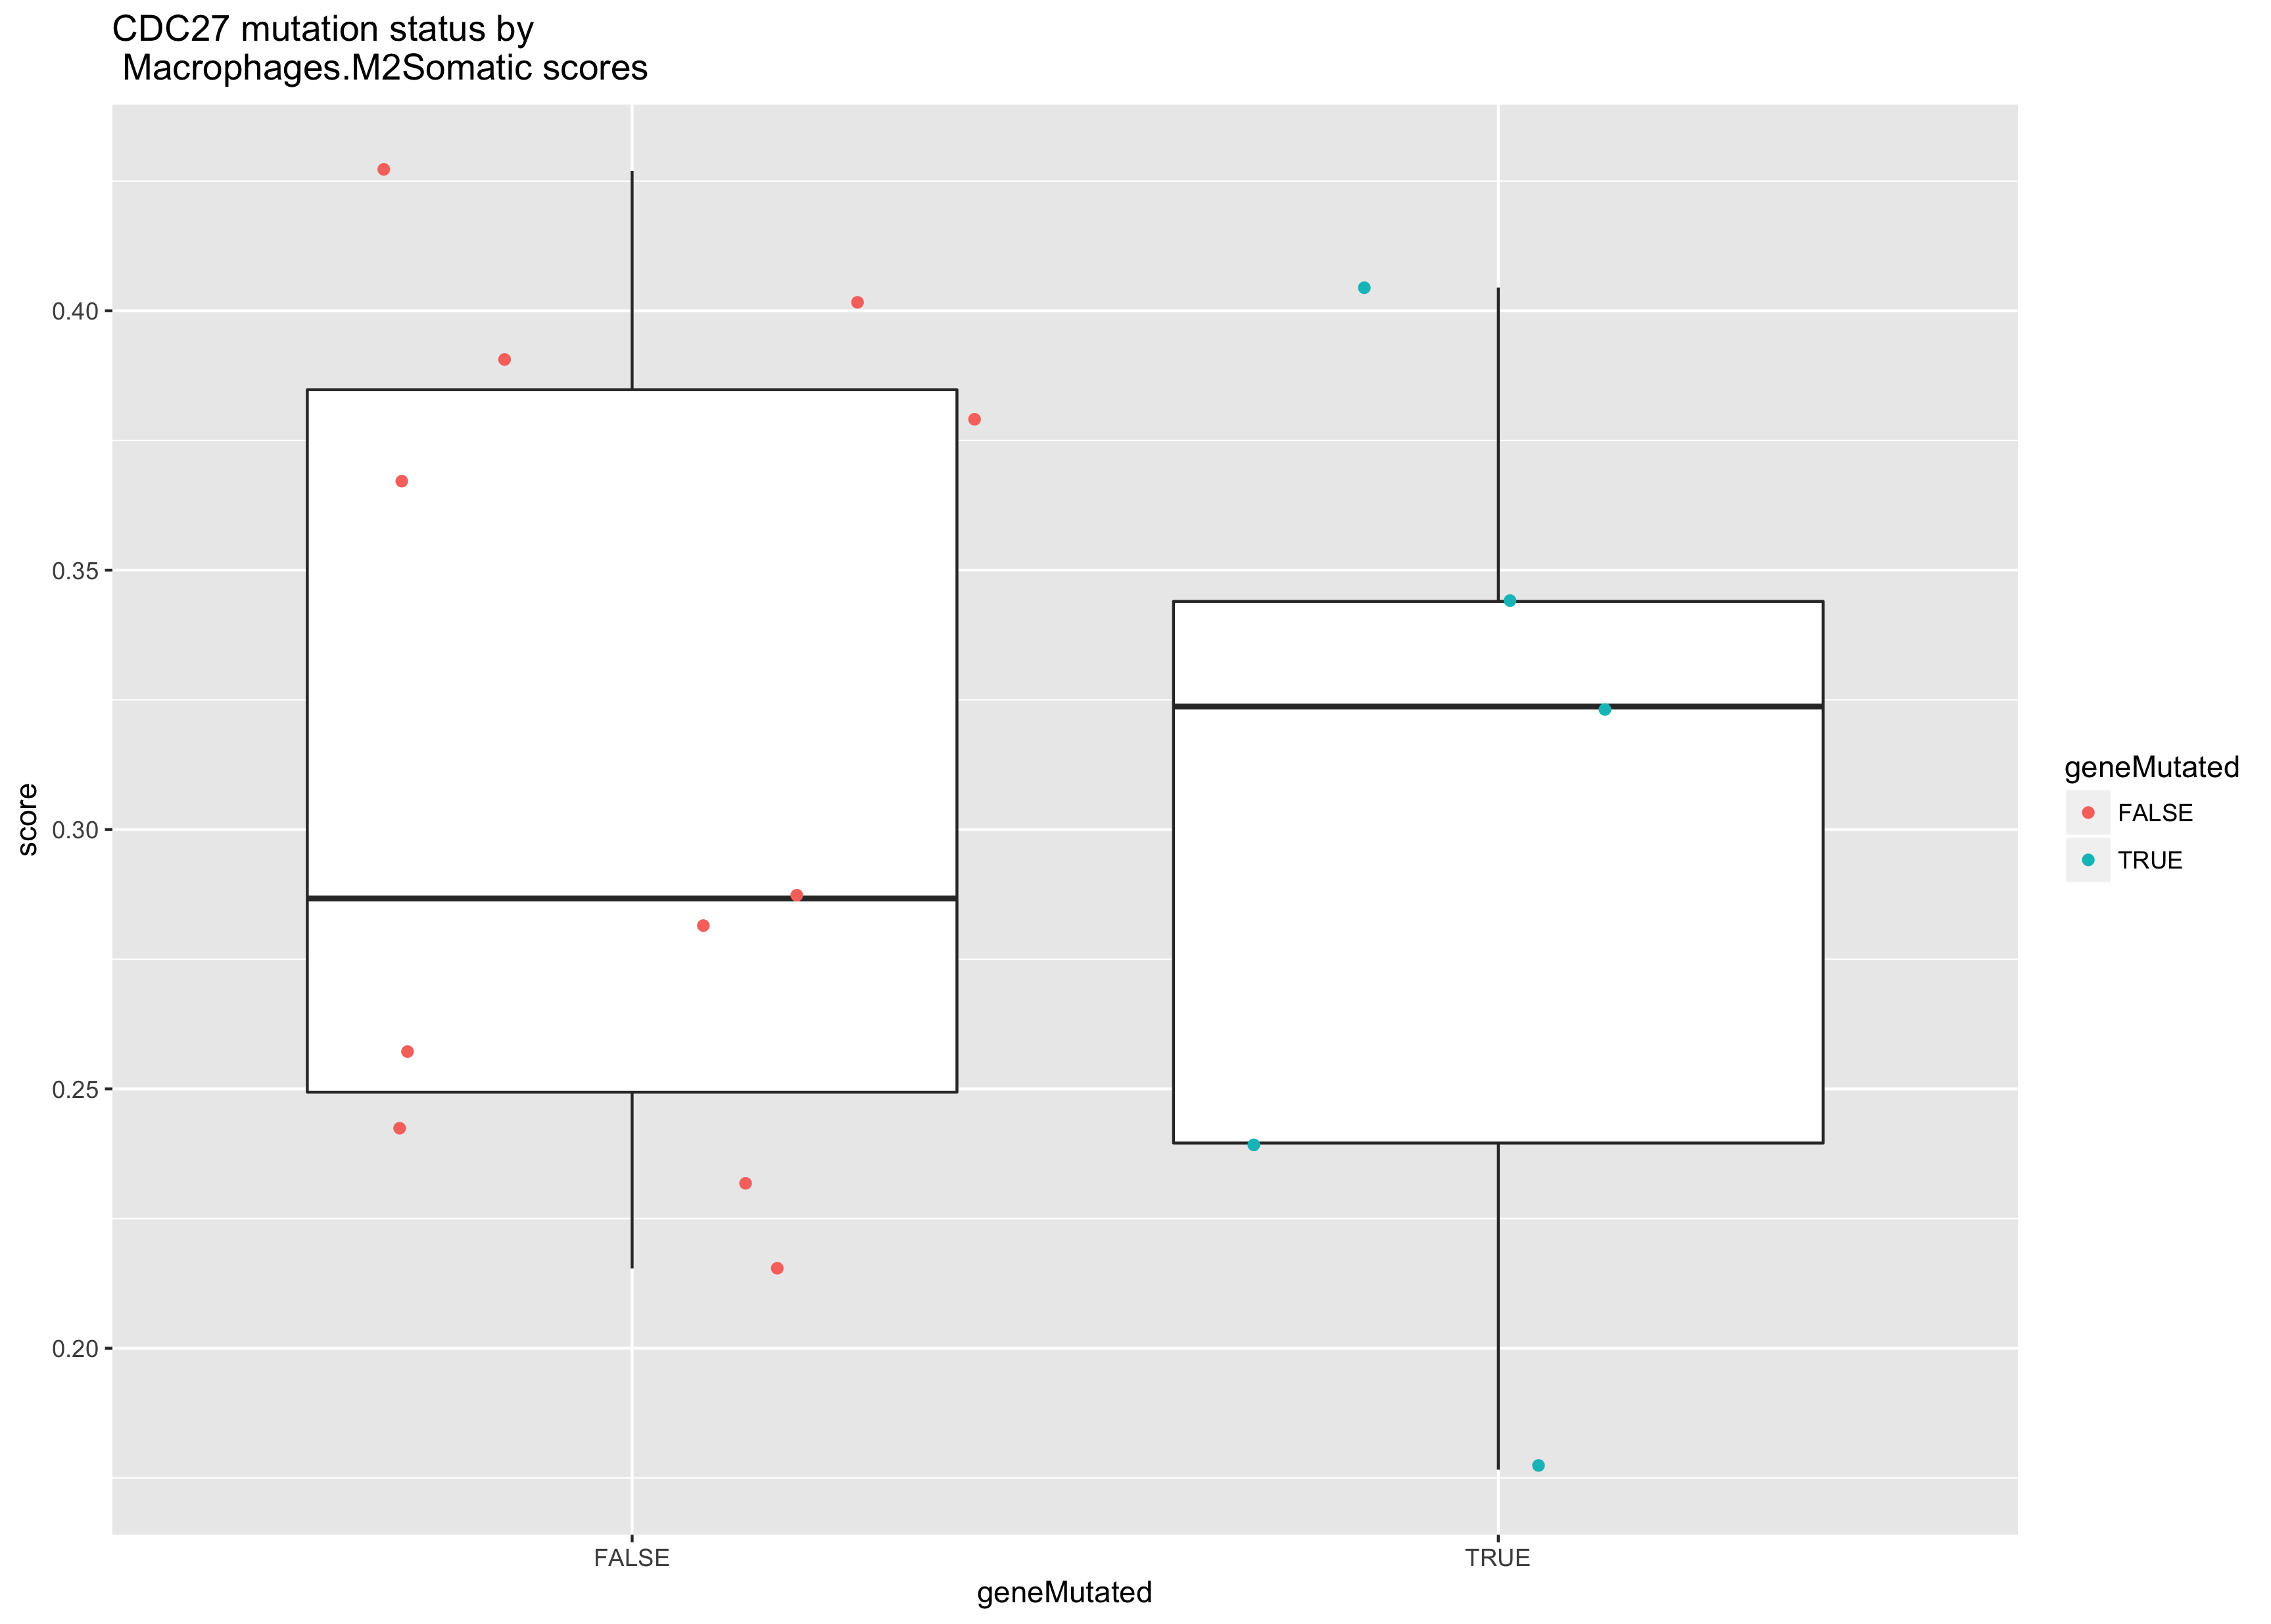 CDC27 mutation status by
Macrophages.M2Somatic scores
score
0.40
0.35
0.30
0.25
0.20
FALSE
TRUE
geneMutated
geneMutated
FALSE
TRUE